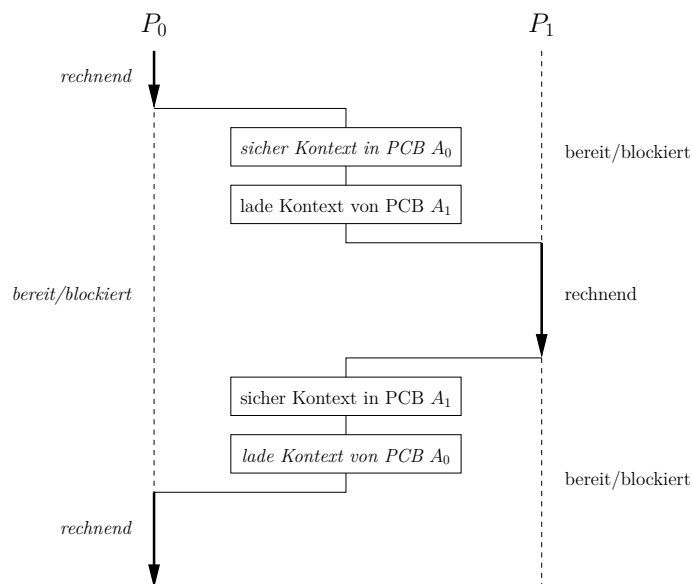 P0 P1
rechnend
sicher Kontext in PCB A0
bereit/blockiert
lade Kontext von PCB A1
bereit/blockiert
rechnend
sicher Kontext in PCB A1
lade Kontext von PCB A0
bereit/blockiert
rechnend